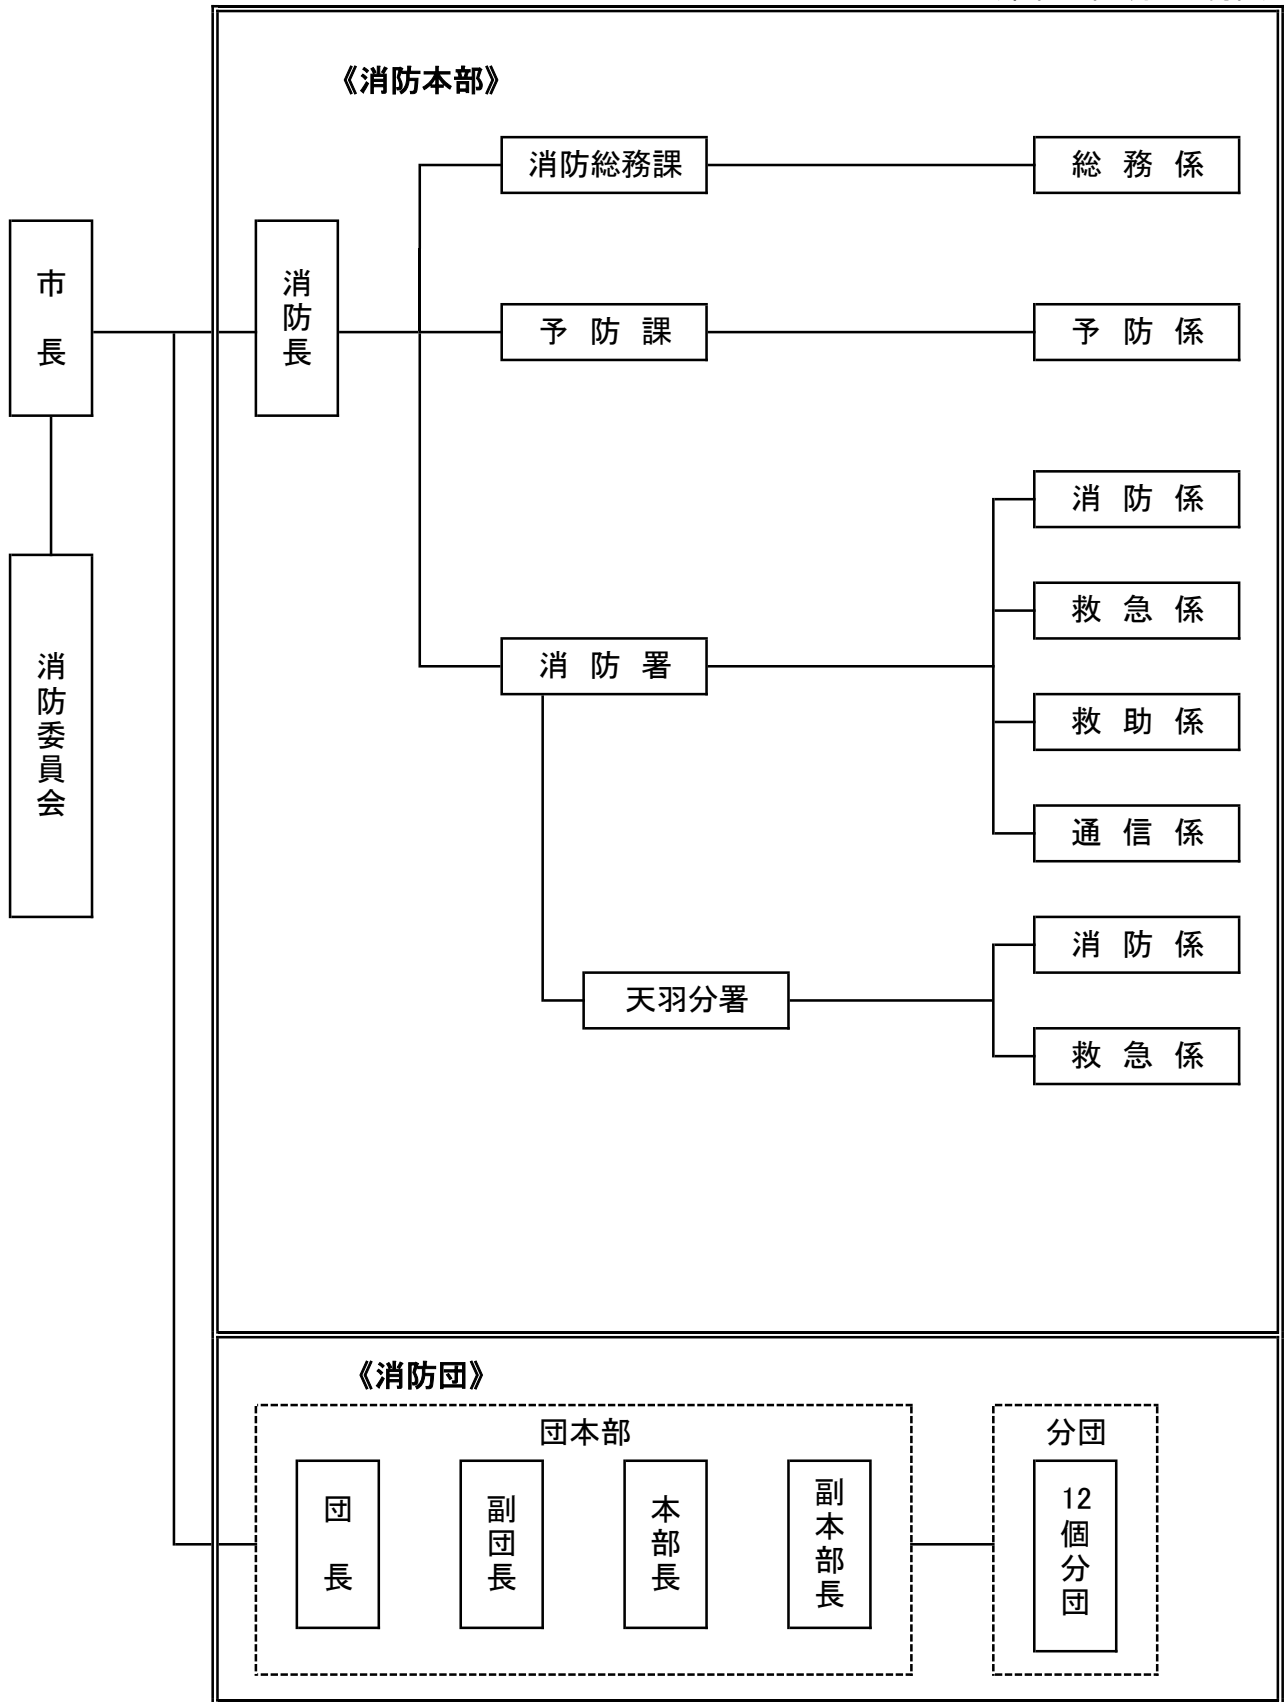 《消防本部》
消防総務課
総務係
市長
消防長
予防課
予防係
消防係
救急係
消防委員会
消防署
救助係
通信係
消防係
天羽分署
救急係
《消防団》
団本部
分団
団長
副団長
本部長
副本部長
12個分団